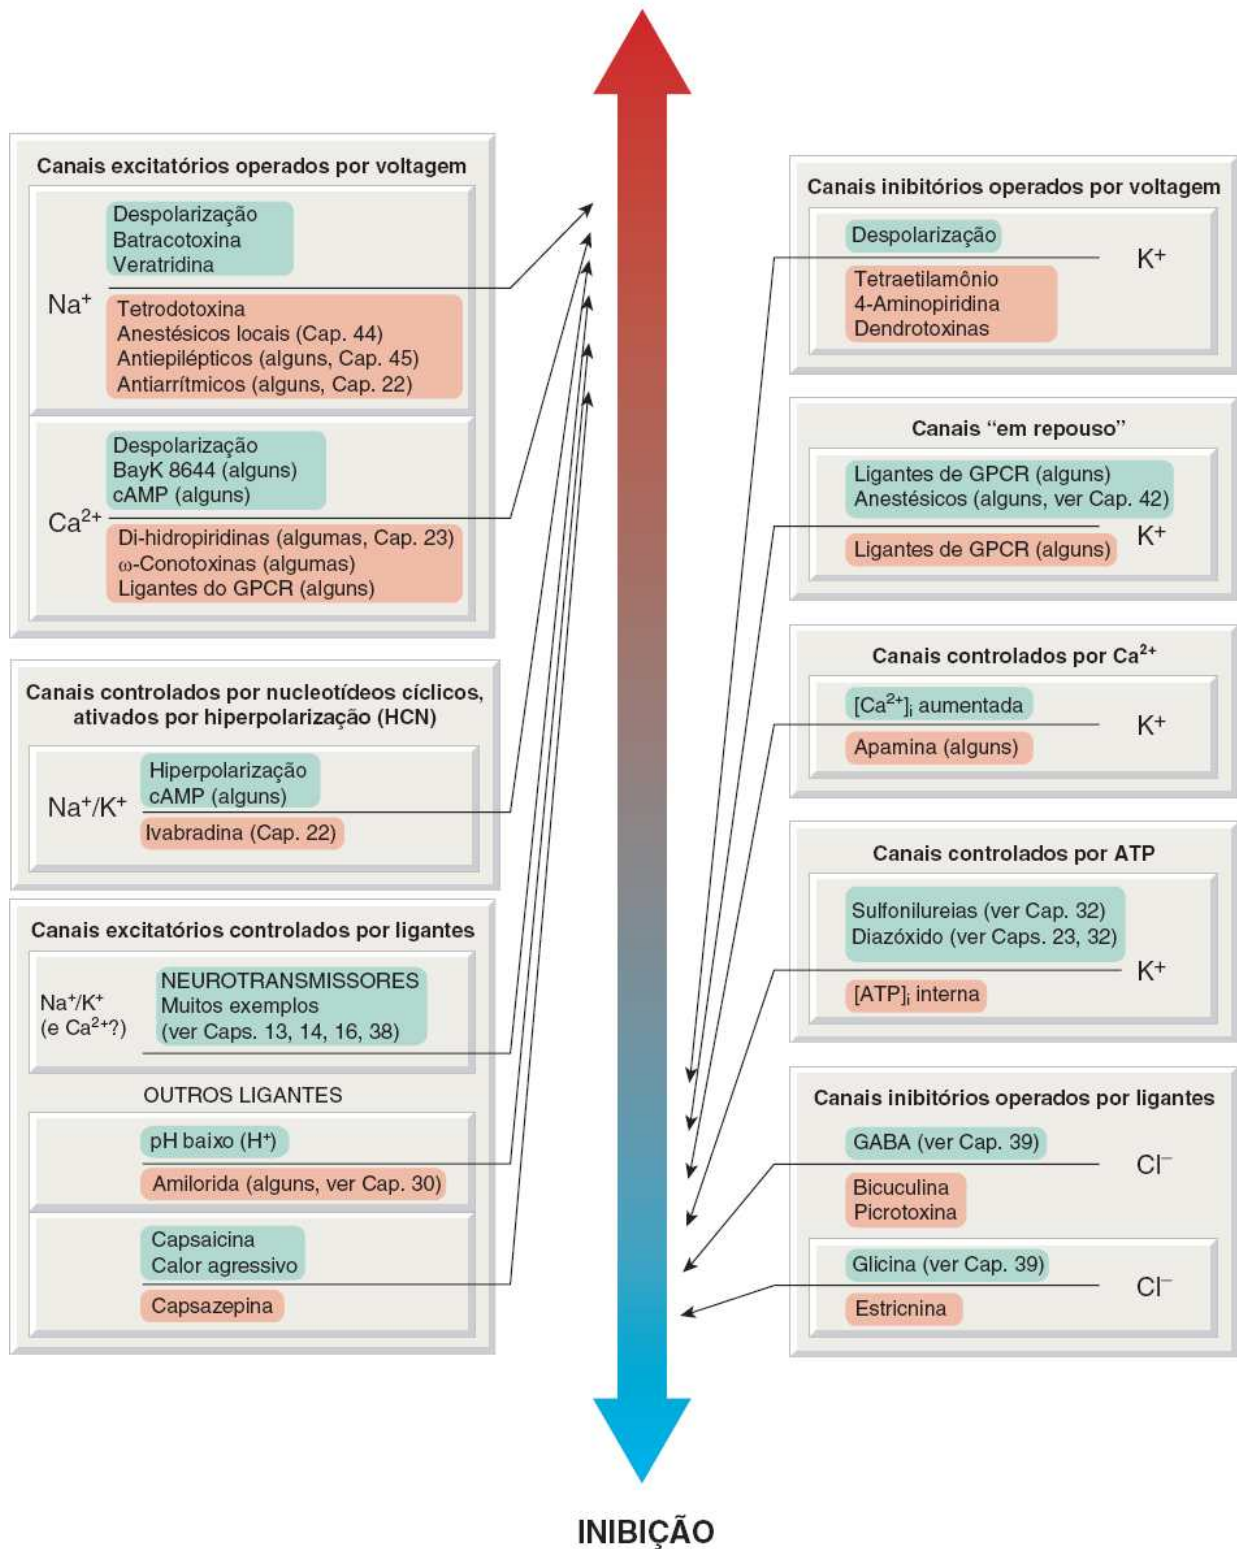 Canais excitatórios operados por voltagem
Na⁺
Despolarização
Batracotoxina
Veratridina
Tetrodotoxina
Anestésicos locais (Cap. 44)
Antiepilépticos (alguns, Cap. 45)
Antiarrítmicos (alguns, Cap. 22)
Ca²⁺
Despolarização
BayK 8644 (alguns)
cAMP (alguns)
Di-hidropiridinas (algumas, Cap. 23)
ω-Conotoxinas (algumas)
Ligantes do GPCR (alguns)
Canais controlados por nucleotídeos cíclicos,
ativados por hiperpolarização (HCN)
Na⁺/K⁺
Hiperpolarização
cAMP (alguns)
Ivabradina (Cap. 22)
Canais excitatórios controlados por ligantes
Na⁺/K⁺
(e Ca²⁺?)
NEUROTRANSMISSORES
Muitos exemplos
(ver Caps. 13, 14, 16, 38)
OUTROS LIGANTES
pH baixo (H⁺)
Amilorida (alguns, ver Cap. 30)
Capsaicina
Calor agressivo
Capsazepina
Canais inibitórios operados por voltagem
Despolarização
K⁺
Tetraetilamônio
4-Aminopiridina
Dendrotoxinas
Canais “em repouso”
Ligantes de GPCR (alguns)
Anestésicos (alguns, ver Cap. 42)
K⁺
Ligantes de GPCR (alguns)
Canais controlados por Ca²⁺
[Ca²⁺]ᵢ aumentada
K⁺
Apamina (alguns)
Canais controlados por ATP
Sulfonilureias (ver Cap. 32)
Diazóxido (ver Caps. 23, 32)
K⁺
[ATP]ᵢ interna
Canais inibitórios operados por ligantes
GABA (ver Cap. 39)
Cl⁻
Bicuculina
Picrotoxina
Glicina (ver Cap. 39)
Cl⁻
Estricnina
INIBIÇÃO